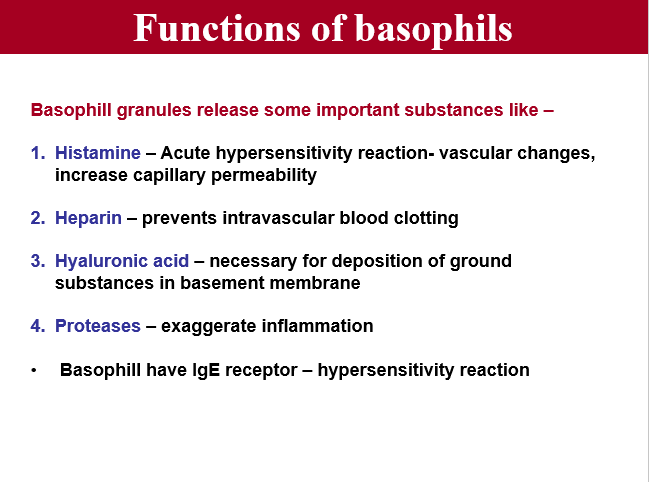 Functions of basophils
Basophill granules release some important substances like –
1. Histamine – Acute hypersensitivity reaction- vascular changes,
increase capillary permeability
2. Heparin – prevents intravascular blood clotting
3. Hyaluronic acid – necessary for deposition of ground
substances in basement membrane
4. Proteases – exaggerate inflammation
• Basophill have IgE receptor – hypersensitivity reaction